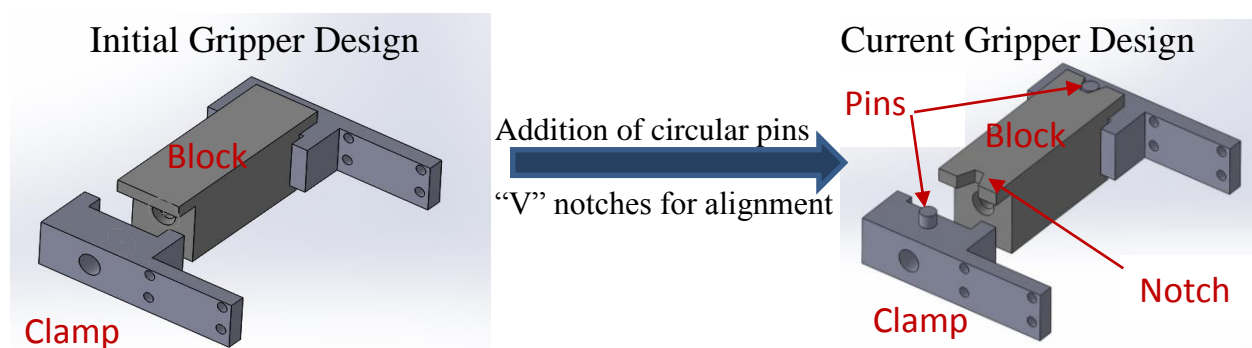 Initial Gripper Design
Block
Clamp
Addition of circular pins
“V” notches for alignment
Current Gripper Design
Pins
Block
Notch
Clamp